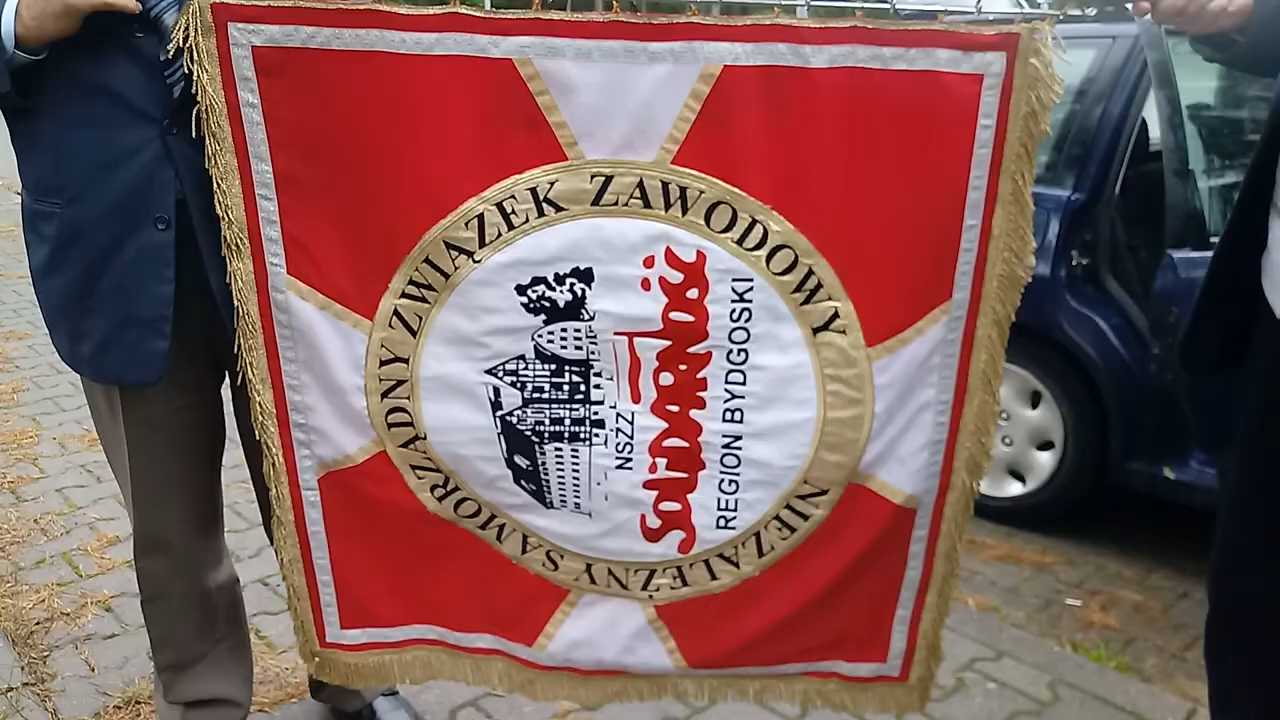 NIEZALEŻNY SAMORZĄDNY ZWIĄZEK ZAWODOWY
NSZZ
SOLIDARNOŚĆ
REGION BYDGOSKI